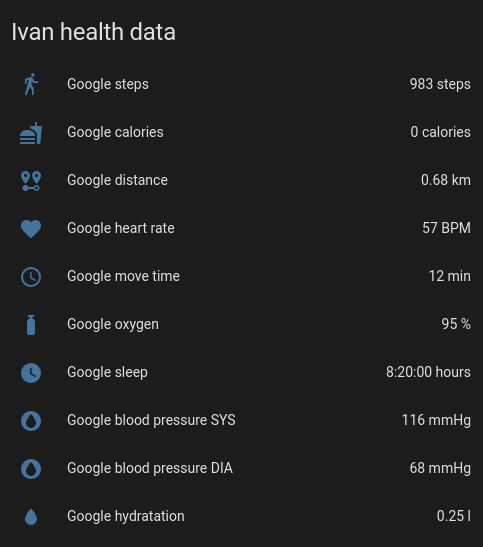 Ivan health data
Google steps 983 steps
Google calories 0 calories
Google distance 0.68 km
Google heart rate 57 BPM
Google move time 12 min
Google oxygen 95 %
Google sleep 8:20:00 hours
Google blood pressure SYS 116 mmHg
Google blood pressure DIA 68 mmHg
Google hydratation 0.25 l